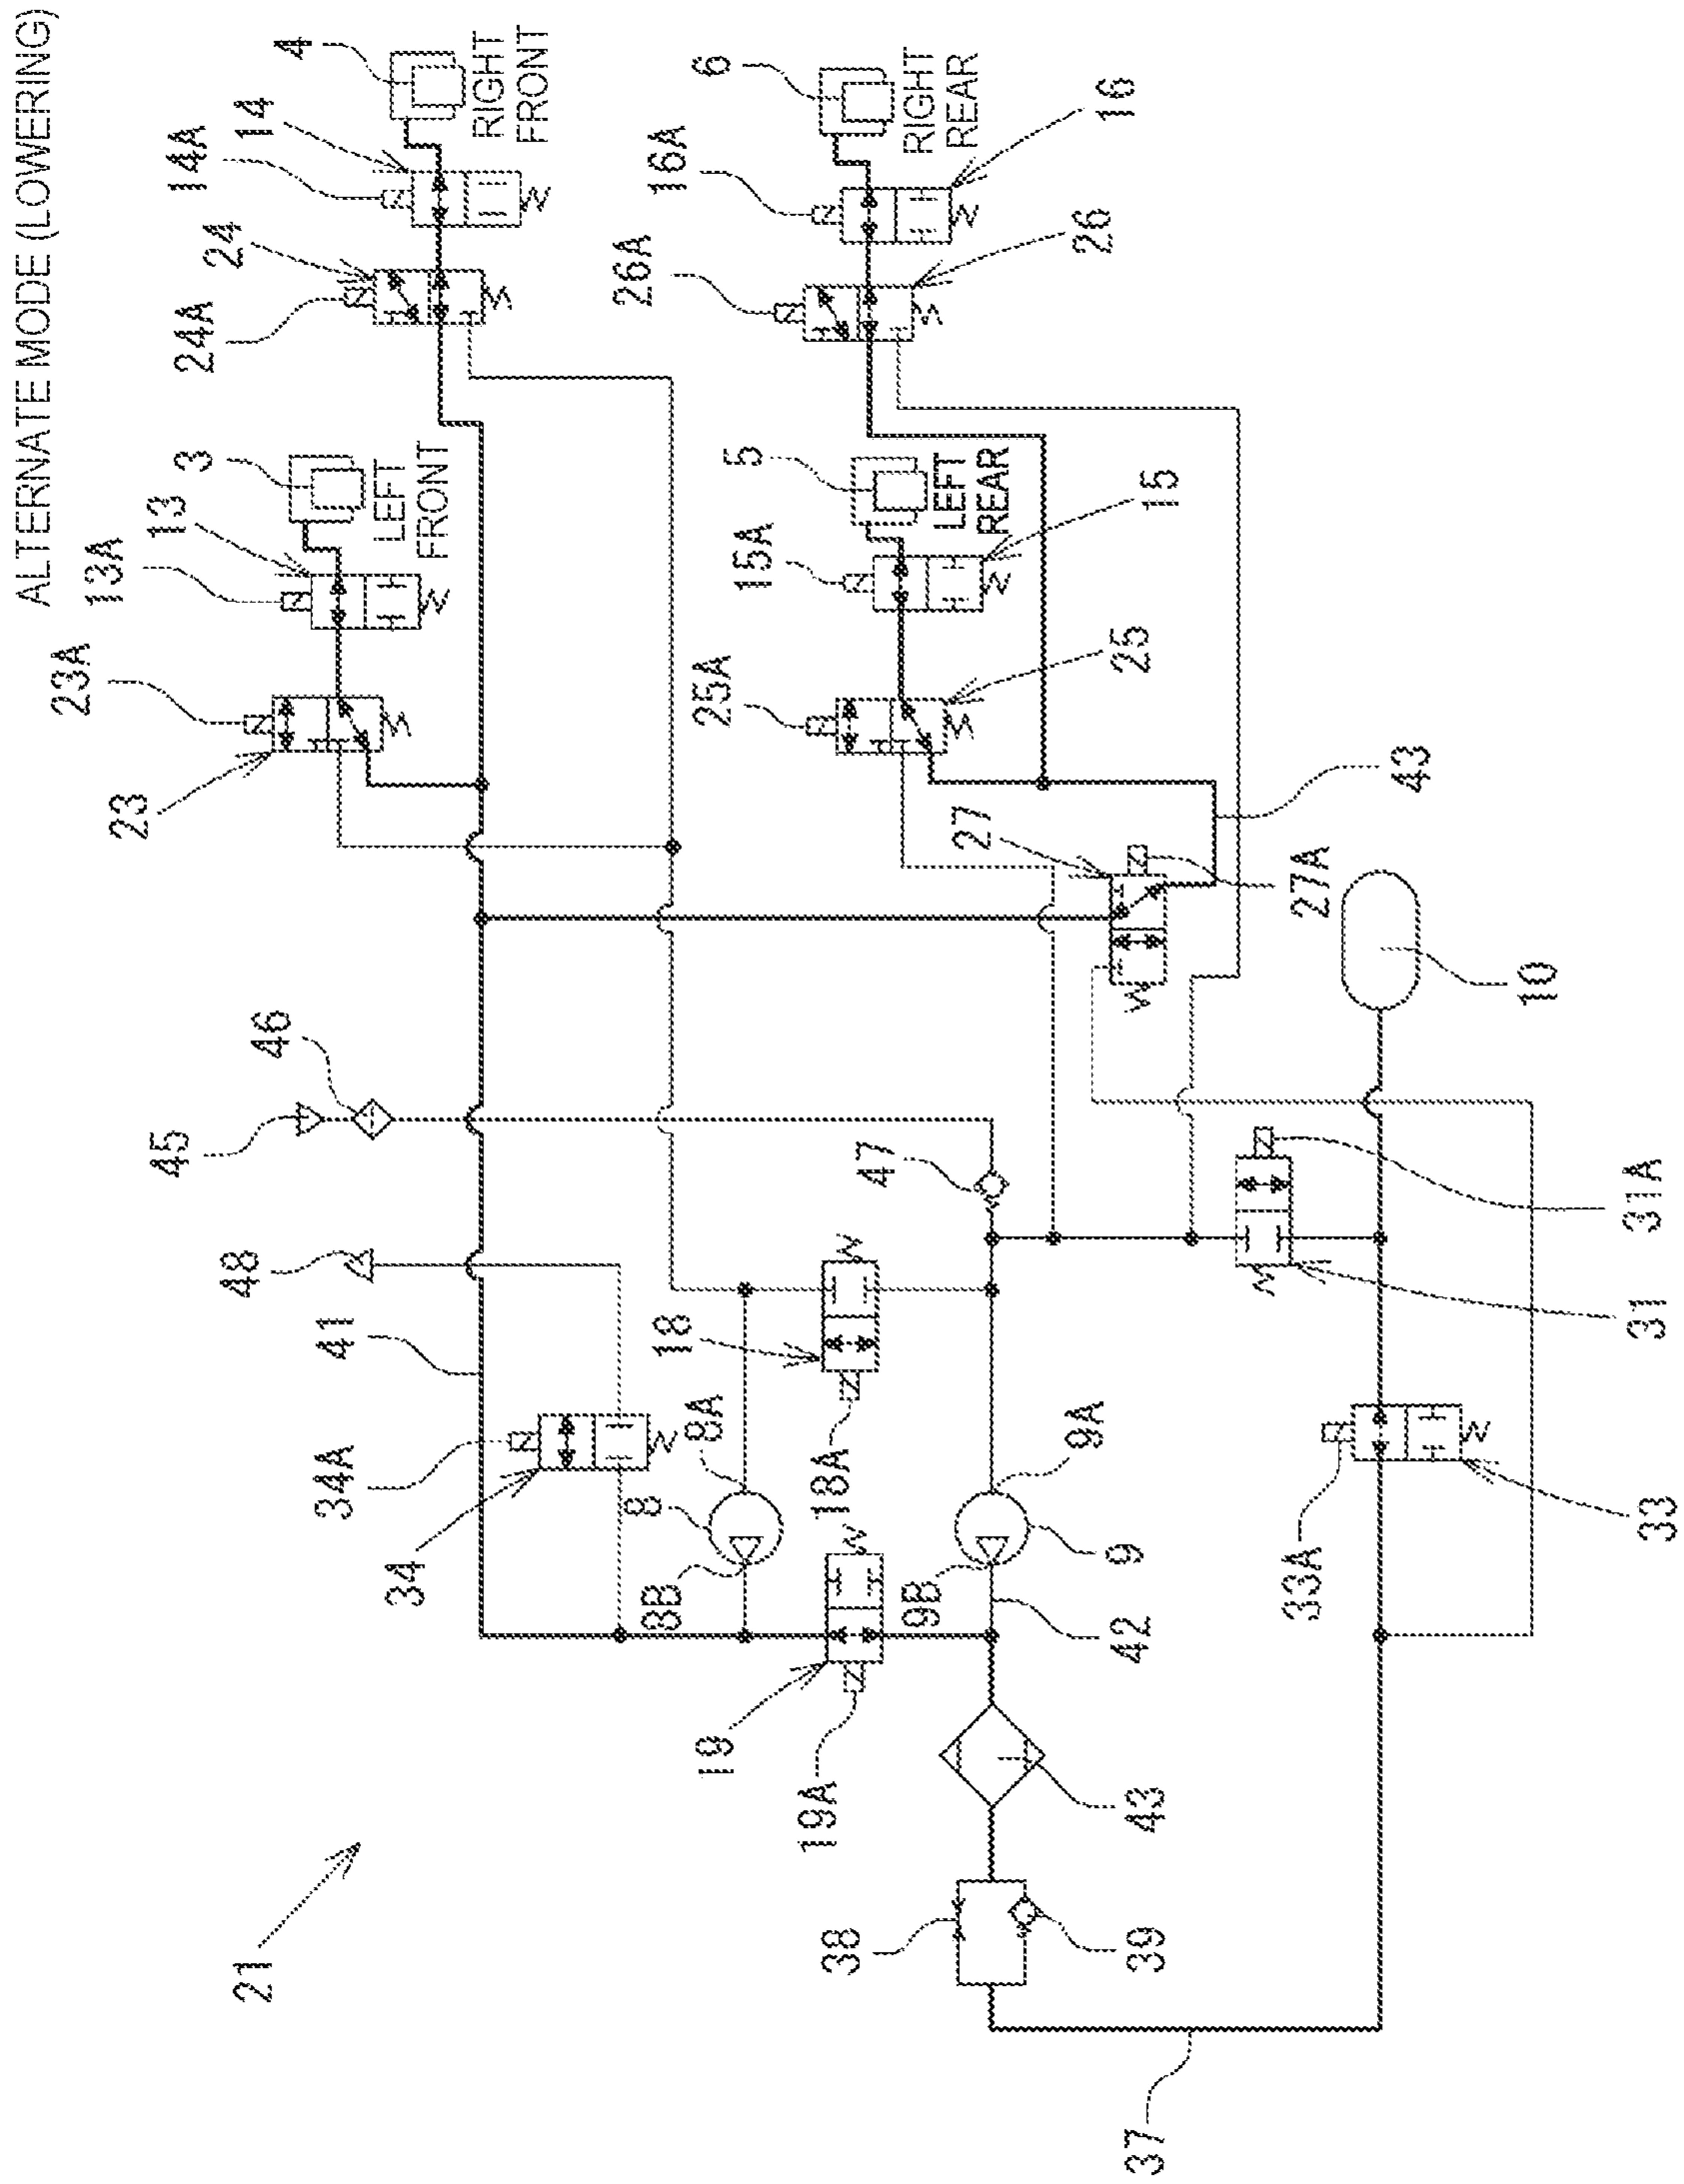 ALTERNATE MODE (LOWERING)
23A
13A
23
45
13
3
24A
14A
24
21
48
14
46
4
34A
41
LEFT
FRONT
34
RIGHT
FRONT
26A
8
8B
18
16A
25A
8A
19
5
6
15A
19A
18A
38
47
9B
LEFT
REAR
RIGHT
REAR
27
9A
26
9
16
42
43
39
37
25
15
33A
27A
43
10
31A
31
33